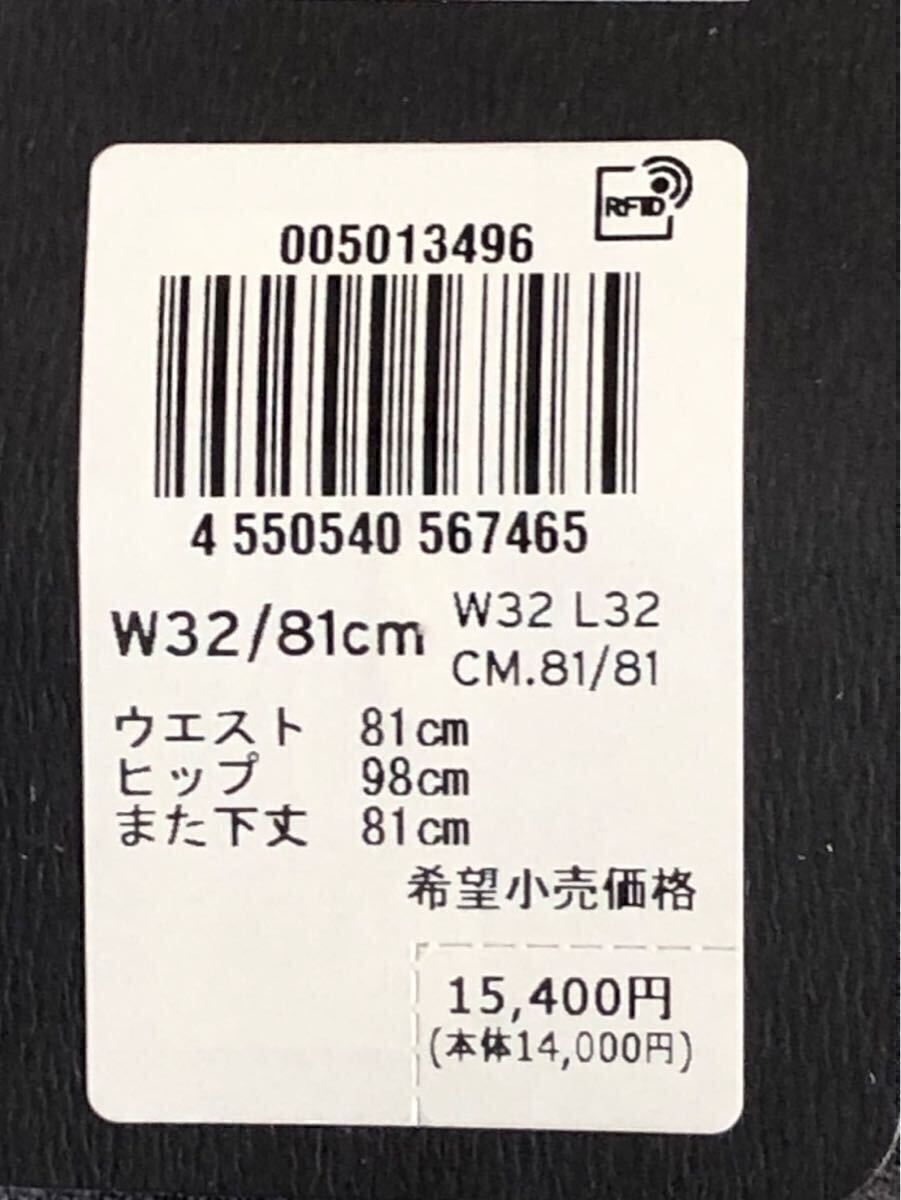 RFID
005013496
4 550540 567465
W32/81cm
W32 L32
CM.81/81
ウエスト 81cm
ヒップ 98cm
また下丈 81cm
希望小売価格
15,400円
(本体14,000円)